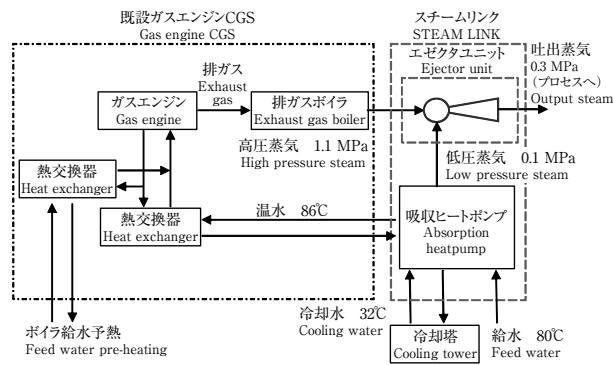 既設ガスエンジンCGS
Gas engine CGS
スチームリンク
STEAM LINK
エゼクタユニット
Ejector unit
吐出蒸気
0.3 MPa
(プロセスへ)
Output steam
排ガス
Exhaust
gas
ガスエンジン
Gas engine
排ガスボイラ
Exhaust gas boiler
高圧蒸気 1.1 MPa
High pressure steam
低圧蒸気 0.1 MPa
Low pressure steam
熱交換器
Heat exchanger
熱交換器
Heat exchanger
温水 86℃
吸収ヒートポンプ
Absorption
heatpump
ボイラ給水予熱
Feed water pre-heating
冷却水 32℃
Cooling water
冷却塔
Cooling tower
給水 80℃
Feed water